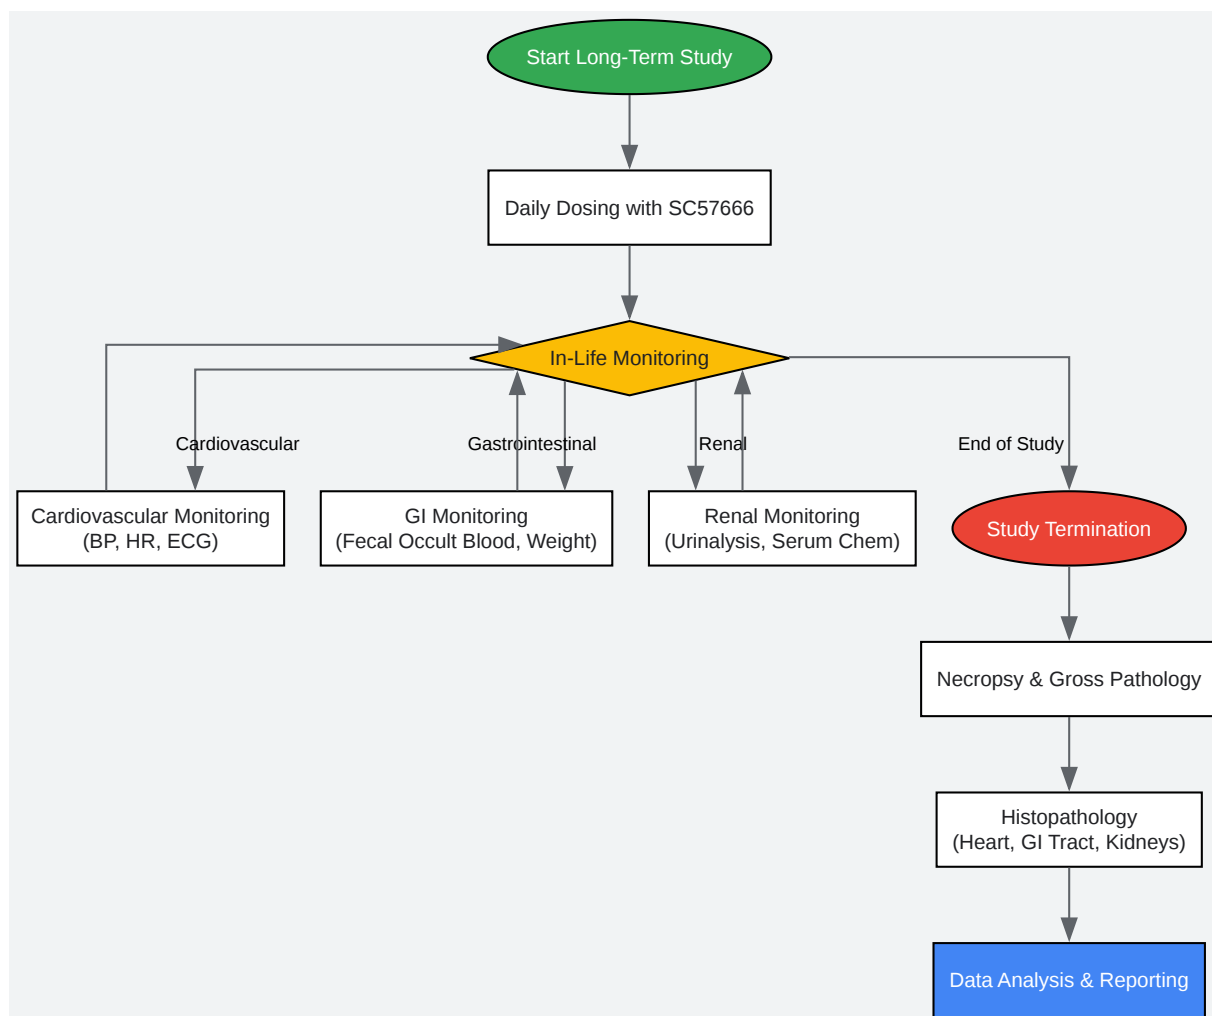 Start Long-Term Study
Daily Dosing with SC57666
In-Life Monitoring
Cardiovascular
Gastrointestinal
Renal
End of Study
Cardiovascular Monitoring
(BP, HR, ECG)
GI Monitoring
(Fecal Occult Blood, Weight)
Renal Monitoring
(Urinalysis, Serum Chem)
Study Termination
Necropsy & Gross Pathology
Histopathology
(Heart, GI Tract, Kidneys)
Data Analysis & Reporting